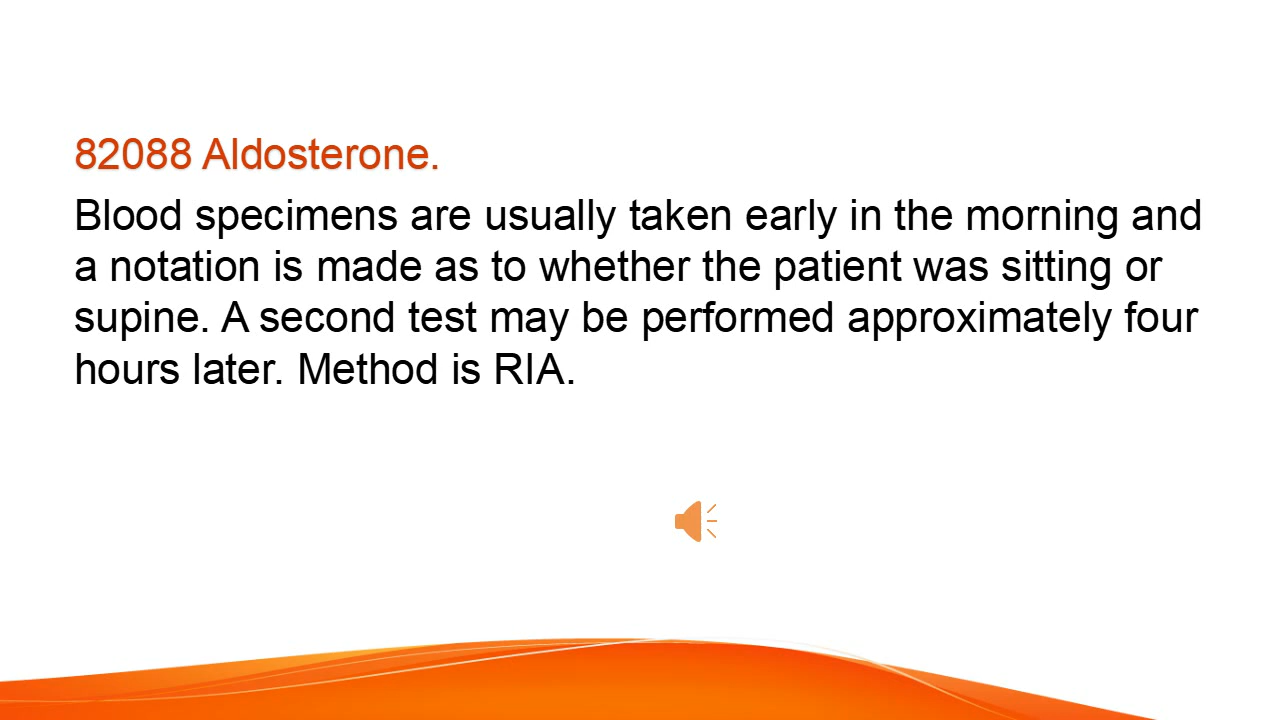 82088 Aldosterone.
Blood specimens are usually taken early in the morning and
a notation is made as to whether the patient was sitting or
supine. A second test may be performed approximately four
hours later. Method is RIA.